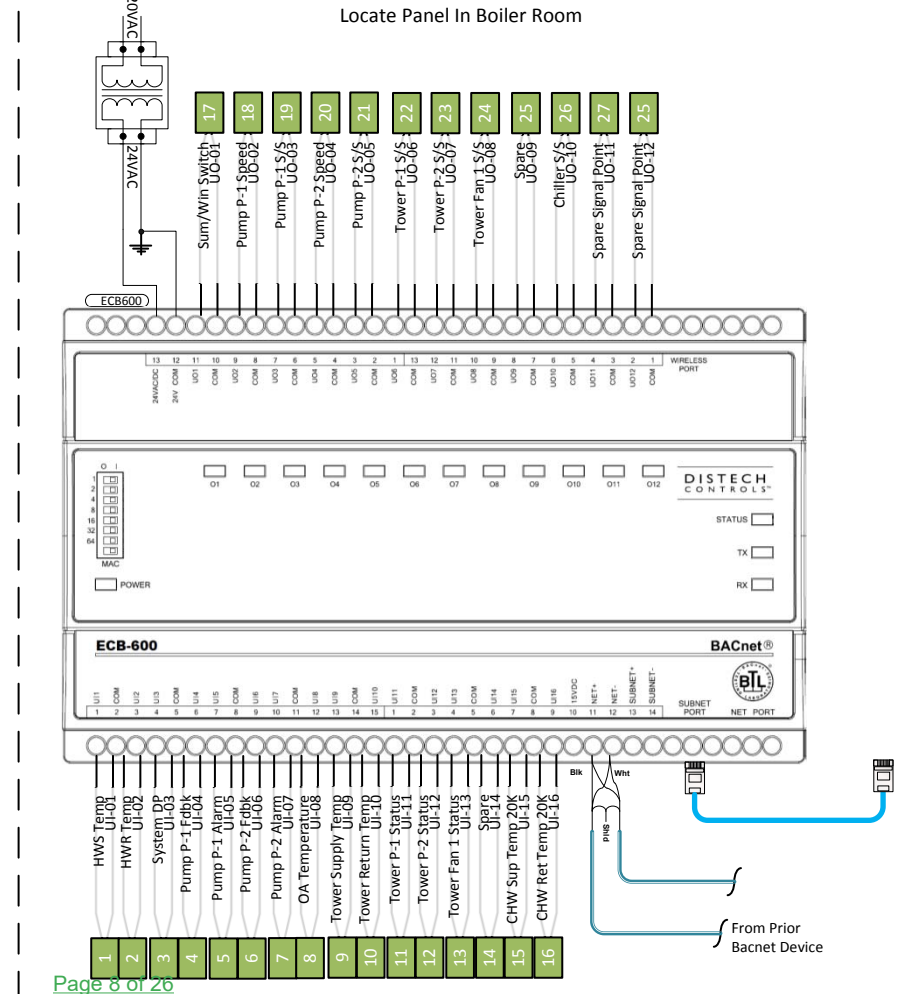 Locate Panel In Boiler Room
20VAC
24VAC
17
18
19
20
21
22
23
24
25
26
27
25
Sum/Win Switch
UO-01
Pump P-1 Speed
UO-02
Pump P-1 S/S
UO-03
Pump P-2 Speed
UO-04
Pump P-2 S/S
UO-05
Tower P-1 S/S
UO-06
Tower P-2 S/S
UO-07
Tower Fan 1 S/S
UO-08
Spare
UO-09
Chiller S/S
UO-10
Spare Signal Point
UO-11
Spare Signal Point
UO-12
ECB600
13 12 11 10 9 8 7 6 5 4 3 2 1 13 12 11 10 9 8 7 6 5 4 3 2 1
24VAC/DC
24V COM
UO1
COM
UO2
COM
UO3
COM
UO4
COM
UO5
COM
UO6
COM
UO7
COM
UO8
COM
UO9
COM
UO10
COM
UO11
COM
UO12
COM
WIRELESS
PORT
O I
1
2
4
8
16
32
64
MAC
POWER
O1 O2 O3 O4 O5 O6 O7 O8 O9 O10 O11 O12
DISTECH
CONTROLS™
STATUS
TX
RX
ECB-600
BACnet®
BTL
UI1
COM
UI2
UI3
COM
UI4
UI5
COM
UI6
UI7
COM
UI8
UI9
COM
UI10
UI11
COM
UI12
UI13
COM
UI14
UI15
COM
UI16
15VDC
NET+
NET-
SUBNET+
SUBNET-
1 2 3 4 5 6 7 8 9 10 11 12 13 14 15 1 2 3 4 5 6 7 8 9 10 11 12 13 14
SUBNET
PORT
NET PORT
Blk
Wht
Shld
HWS Temp
UI-01
HWR Temp
UI-02
System DP
UI-03
Pump P-1 Fdbk
UI-04
Pump P-1 Alarm
UI-05
Pump P-2 Fdbk
UI-06
Pump P-2 Alarm
UI-07
OA Temperature
UI-08
Tower Supply Temp
UI-09
Tower Return Temp
UI-10
Tower P-1 Status
UI-11
Tower P-2 Status
UI-12
Tower Fan 1 Status
UI-13
Spare
UI-14
CHW Sup Temp 20K
UI-15
CHW Ret Temp 20K
UI-16
1
2
3
4
5
6
7
8
9
10
11
12
13
14
15
16
From Prior
Bacnet Device
Page 8 of 26